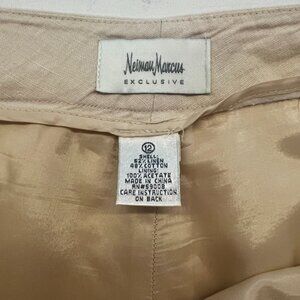 Neiman Marcus
EXCLUSIVE
12
SHELL:
52% LINEN
48% COTTON
LINING:
100% ACETATE
MADE IN CHINA
RN#59008
CARE INSTRUCTION
ON BACK